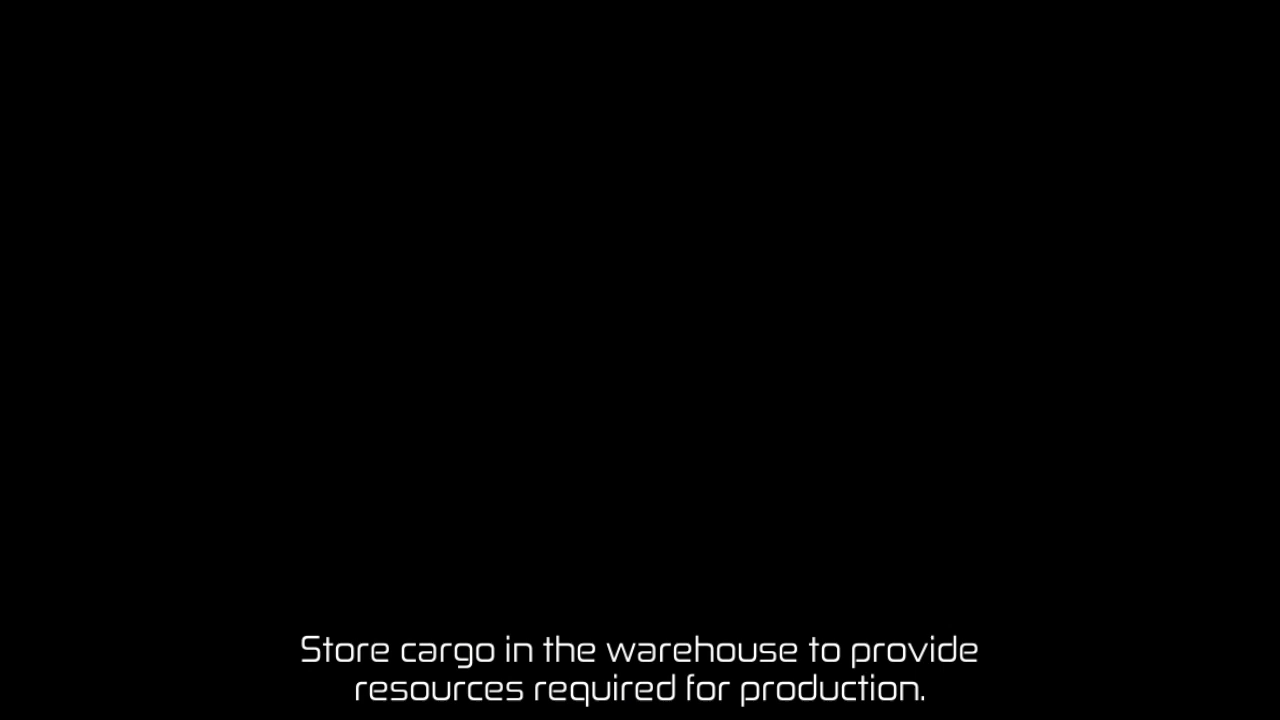 Store cargo in the warehouse to provide
resources required for production.